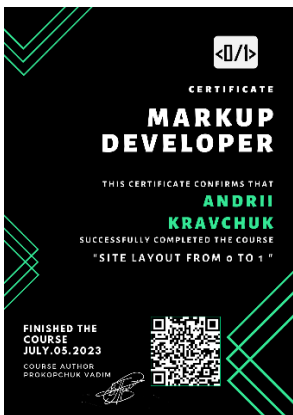 <0/1>
CERTIFICATE
MARKUP
DEVELOPER
THIS CERTIFICATE CONFIRMS THAT
ANDRII
KRAVCHUK
SUCCESSFULLY COMPLETED THE COURSE
"SITE LAYOUT FROM 0 TO 1 "
FINISHED THE
COURSE
JULY.05.2023
COURSE AUTHOR
PROKOPCHUK VADIM